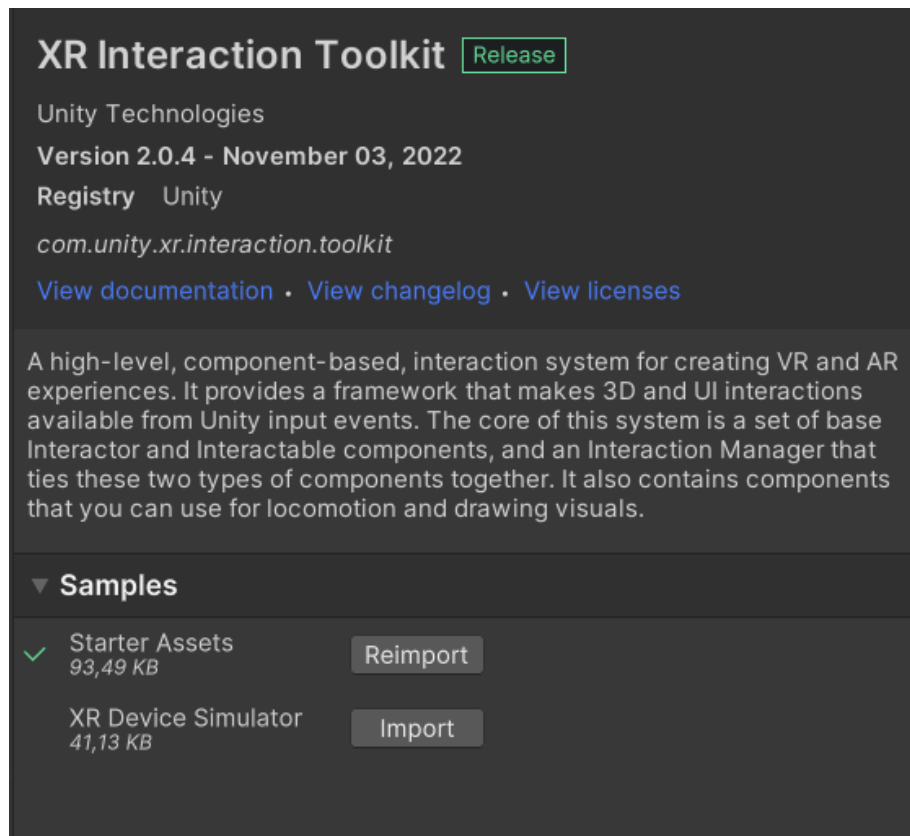 XR Interaction Toolkit Release
Unity Technologies
Version 2.0.4 - November 03, 2022
Registry Unity
com.unity.xr.interaction.toolkit
View documentation • View changelog • View licenses
A high-level, component-based, interaction system for creating VR and AR
experiences. It provides a framework that makes 3D and UI interactions
available from Unity input events. The core of this system is a set of base
Interactor and Interactable components, and an Interaction Manager that
ties these two types of components together. It also contains components
that you can use for locomotion and drawing visuals.
Samples
Starter Assets
93,49 KB
Reimport
XR Device Simulator
41,13 KB
Import